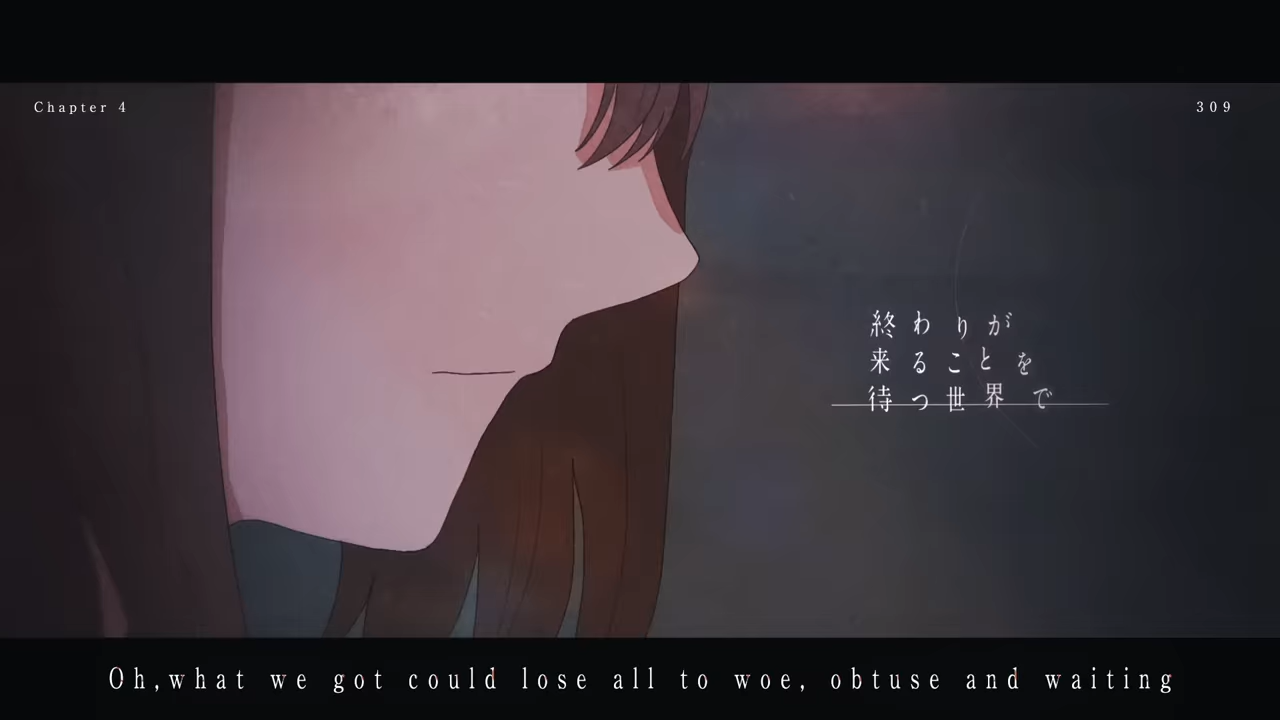 Chapter 4
309
終わりが
来ることを
待つ世界で
Oh,what we got could lose all to woe, obtuse and waiting